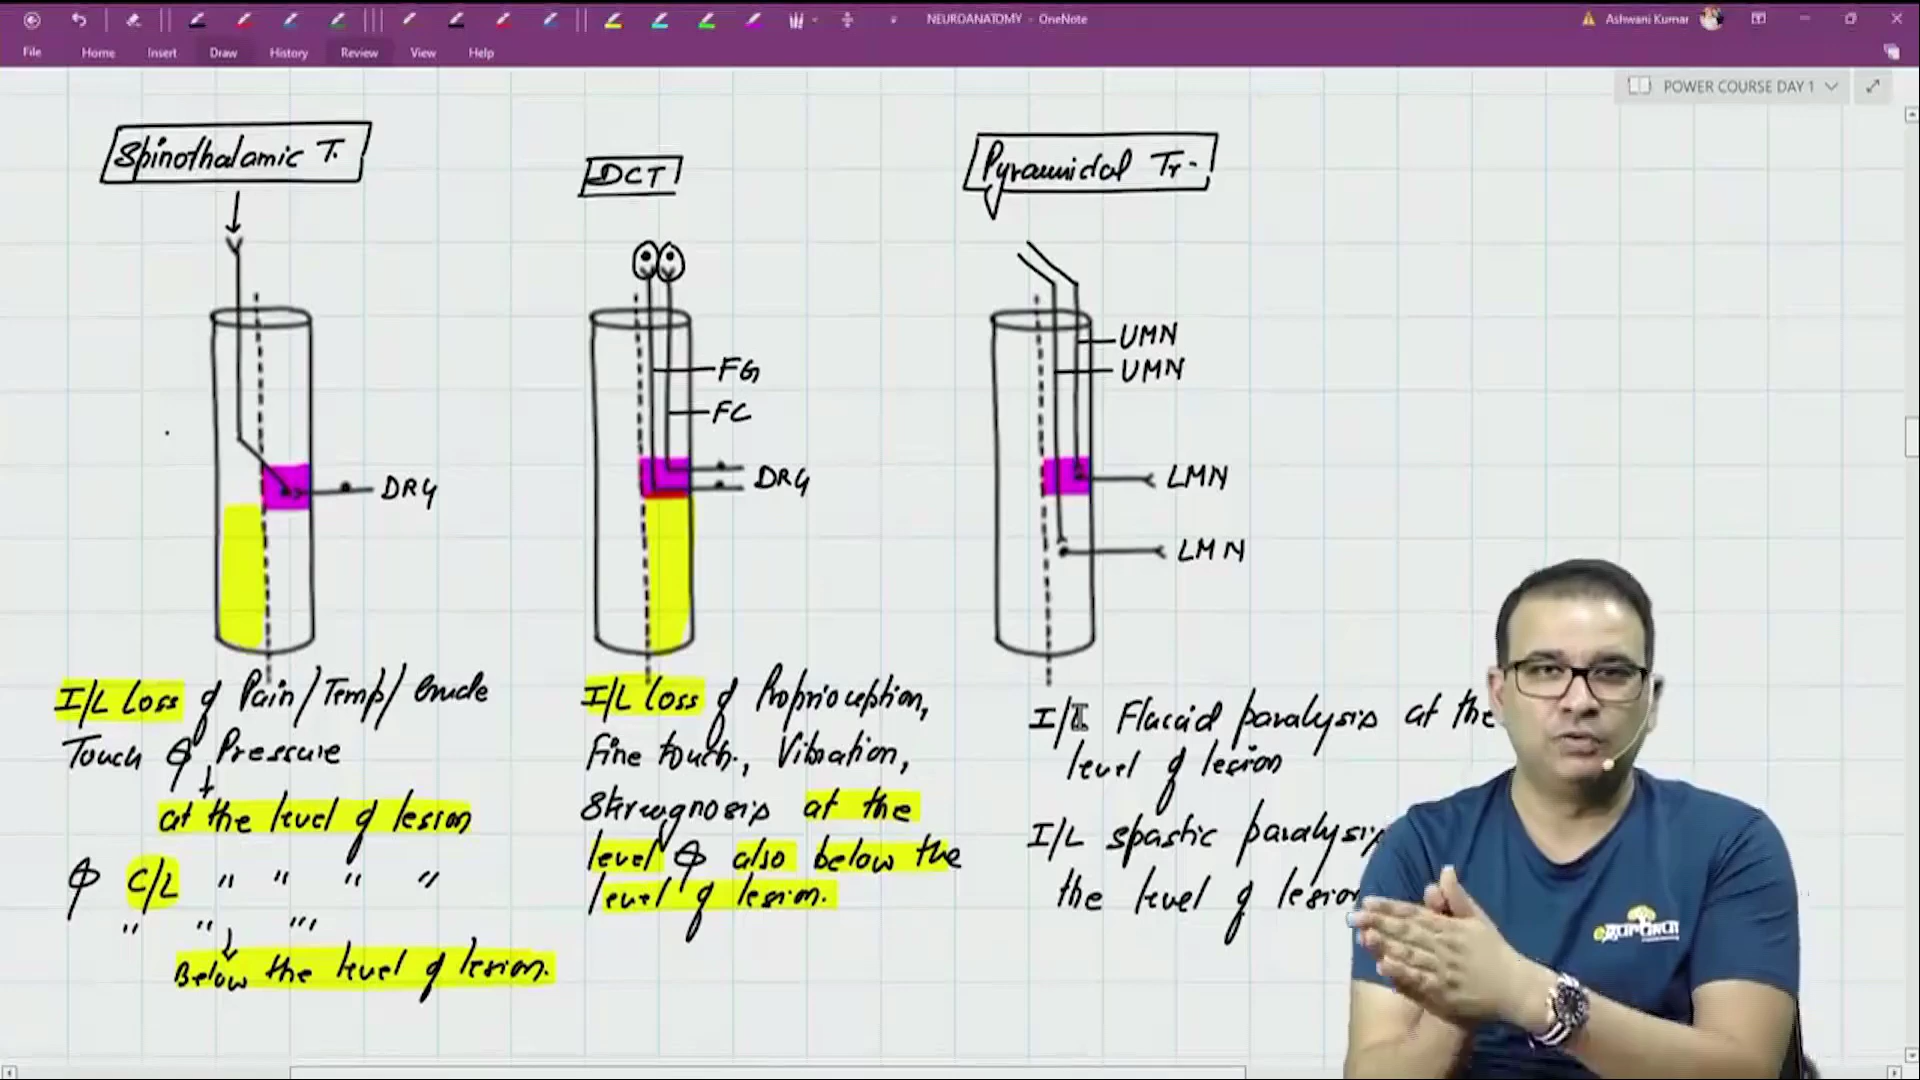 NEUROANATOMY - OneNote
Ashwani Kumar
File Home Insert Draw History Review View Help
POWER COURSE DAY 1
Spinothalamic T.
DRG
I/L Loss of Pain/Temp/Crude
Touch & Pressure
at the level of lesion
& C/L " " " "
" " "'
Below the level of lesion.
DCT
FG
FC
DRG
I/L loss of Proprioception,
Fine touch, Vibration,
Stereognosis at the
level & also below the
level of lesion.
Pyramidal Tr.
UMN
UMN
LMN
LMN
Flaccid paralysis at the
level of lesion
I/L spastic paralysis
the level of lesion